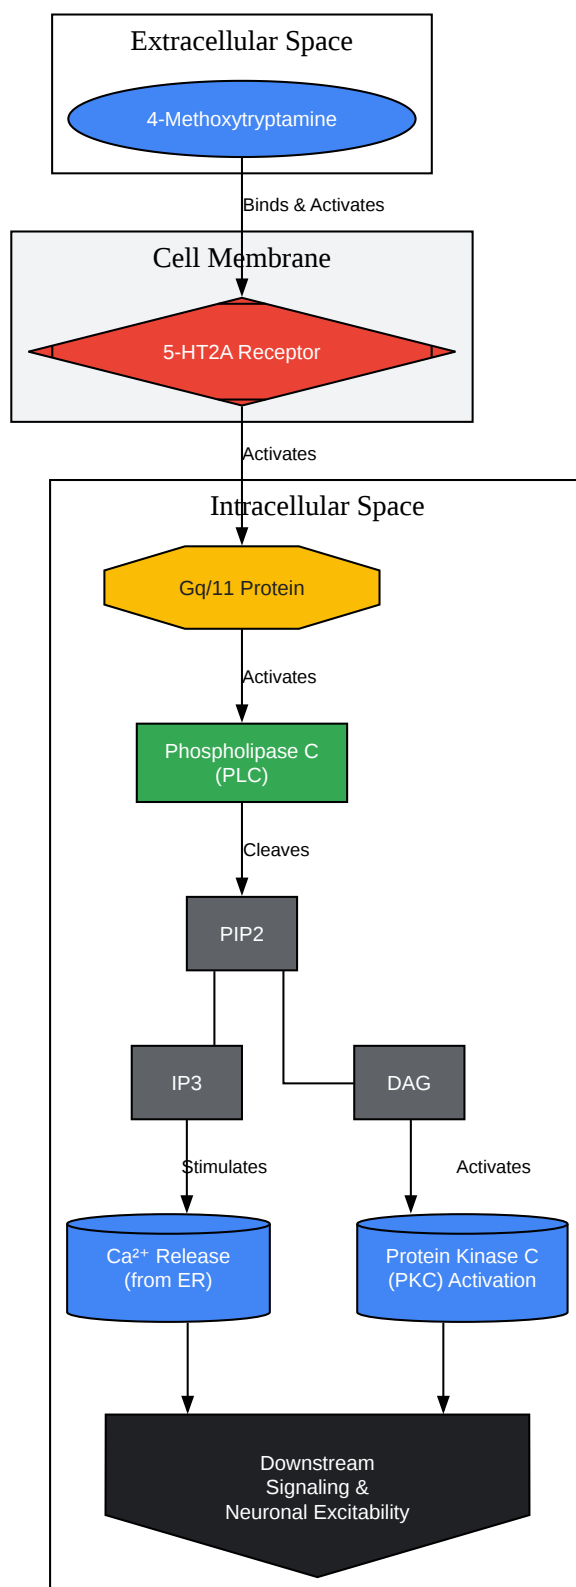 Extracellular Space
4-Methoxytryptamine
Binds & Activates
Cell Membrane
5-HT2A Receptor
Activates
Intracellular Space
Gq/11 Protein
Activates
Phospholipase C
(PLC)
Cleaves
PIP2
IP3
DAG
Stimulates
Activates
Ca²⁺ Release
(from ER)
Protein Kinase C
(PKC) Activation
Downstream
Signaling &
Neuronal Excitability